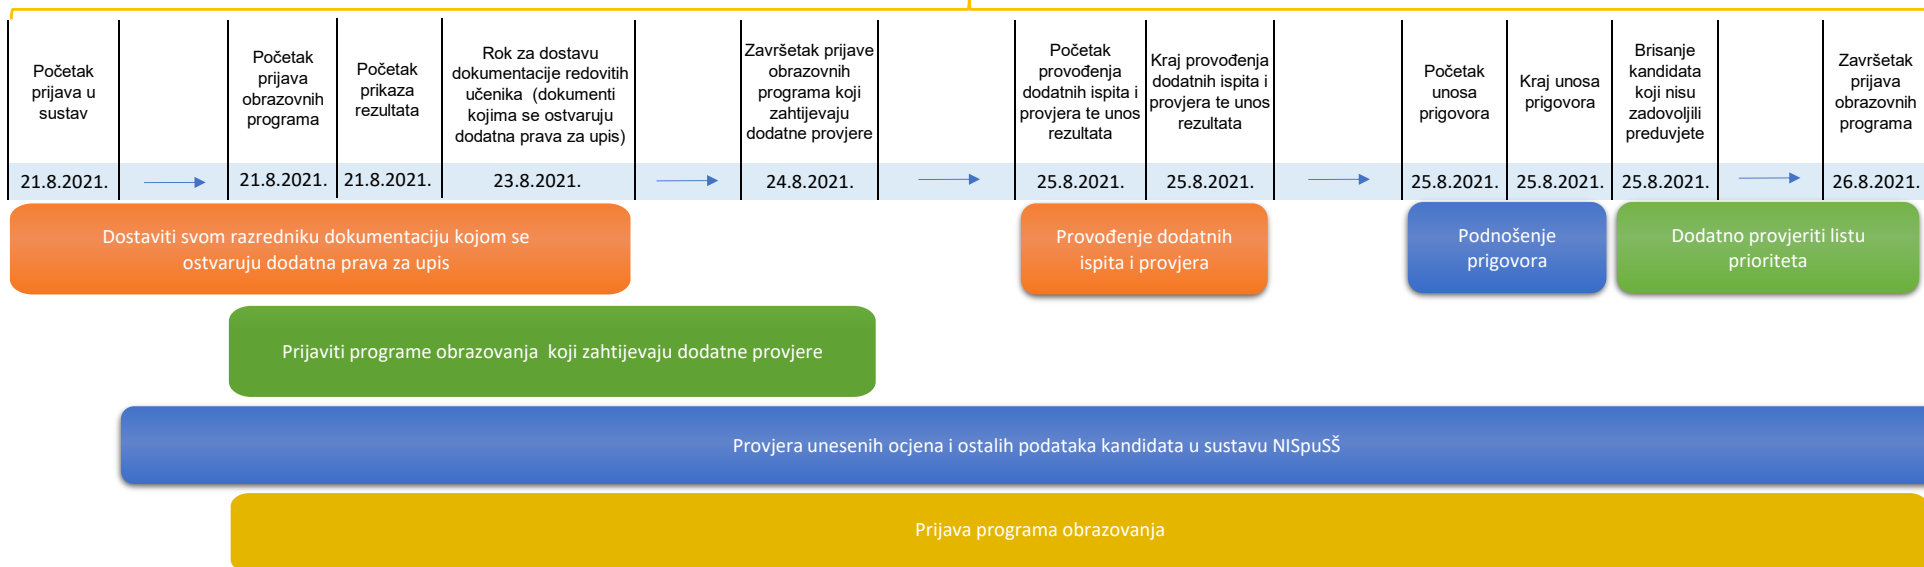 Početak
prijava u
sustav
Početak
prijava
obrazovnih
programa
Početak
prikaza
rezultata
Rok za dostavu
dokumentacije redovitih
učenika (dokumenti
kojima se ostvaruju
dodatna prava za upis)
Završetak prijave
obrazovnih
programa koji
zahtijevaju
dodatne provjere
Početak
provođenja
dodatnih ispita i
provjera te unos
rezultata
Kraj provođenja
dodatnih ispita i
provjera te unos
rezultata
Početak
unosa
prigovora
Kraj unosa
prigovora
Brisanje
kandidata
koji nisu
zadovoljili
preduvjete
Završetak
prijava
obrazovnih
programa
21.8.2021. 21.8.2021. 21.8.2021. 23.8.2021. 24.8.2021. 25.8.2021. 25.8.2021. 25.8.2021. 25.8.2021. 25.8.2021. 26.8.2021.
Dostaviti svom razredniku dokumentaciju kojom se
ostvaruju dodatna prava za upis
Provođenje dodatnih
ispita i provjera
Podnošenje
prigovora
Dodatno provjeriti listu
prioriteta
Prijaviti programe obrazovanja koji zahtijevaju dodatne provjere
Provjera unesenih ocjena i ostalih podataka kandidata u sustavu NISpuSŠ
Prijava programa obrazovanja